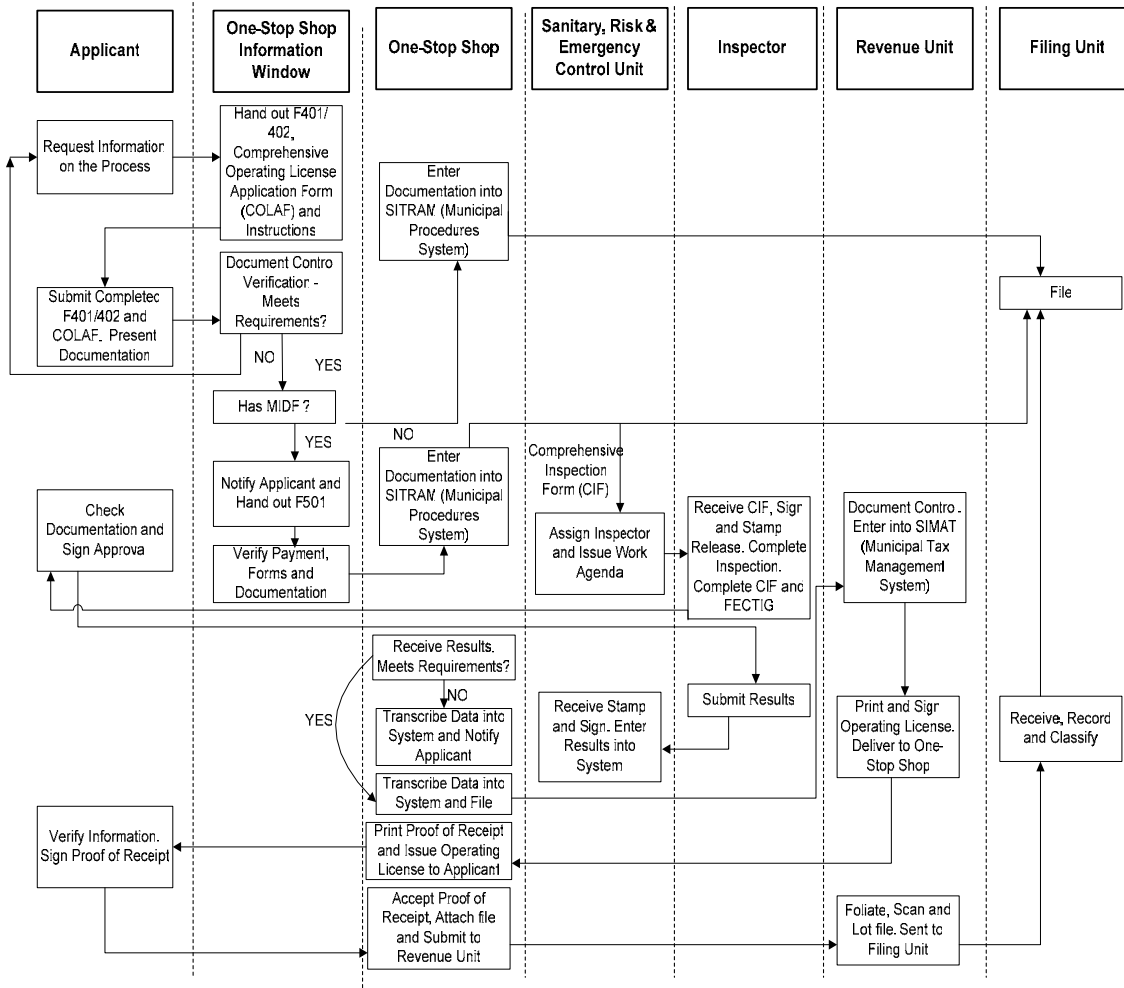 Applicant
One-Stop Shop
Information
Window
One-Stop Shop
Sanitary, Risk &
Emergency
Control Unit
Inspector
Revenue Unit
Filing Unit
Request Information
on the Process
Hand out F401/
402,
Comprehensive
Operating License
Application Form
(COLAF) and
Instructions
Enter
Documentation into
SITRAM (Municipal
Procedures
System)
Submit Completed
F401/402 and
COLAF. Present
Documentation
Document Contro
Verification -
Meets
Requirements?
File
NO
YES
Has MIDF ?
YES
NO
Notify Applicant and
Hand out F501
Enter
Documentation into
SITRAM (Municipal
Procedures
System)
Comprehensive
Inspection
Form (CIF)
Check
Documentation and
Sign Approva
Verify Payment,
Forms and
Documentation
Assign Inspector
and Issue Work
Agenda
Receive CIF, Sign
and Stamp
Release. Complete
Inspection.
Complete CIF and
FECTIG
Document Control.
Enter into SIMAT
(Municipal Tax
Management
System)
Receive Results.
Meets Requirements?
NO
YES
Transcribe Data into
System and Notify
Applicant
Receive Stamp
and Sign. Enter
Results into
System
Submit Results
Print and Sign
Operating License.
Deliver to One-
Stop Shop
Receive, Record
and Classify
Transcribe Data into
System and File
Verify Information.
Sign Proof of Receipt
Print Proof of Receipt
and Issue Operating
License to Applicant
Accept Proof of
Receipt, Attach file
and Submit to
Revenue Unit
Foliate, Scan and
Lot file. Sent to
Filing Unit